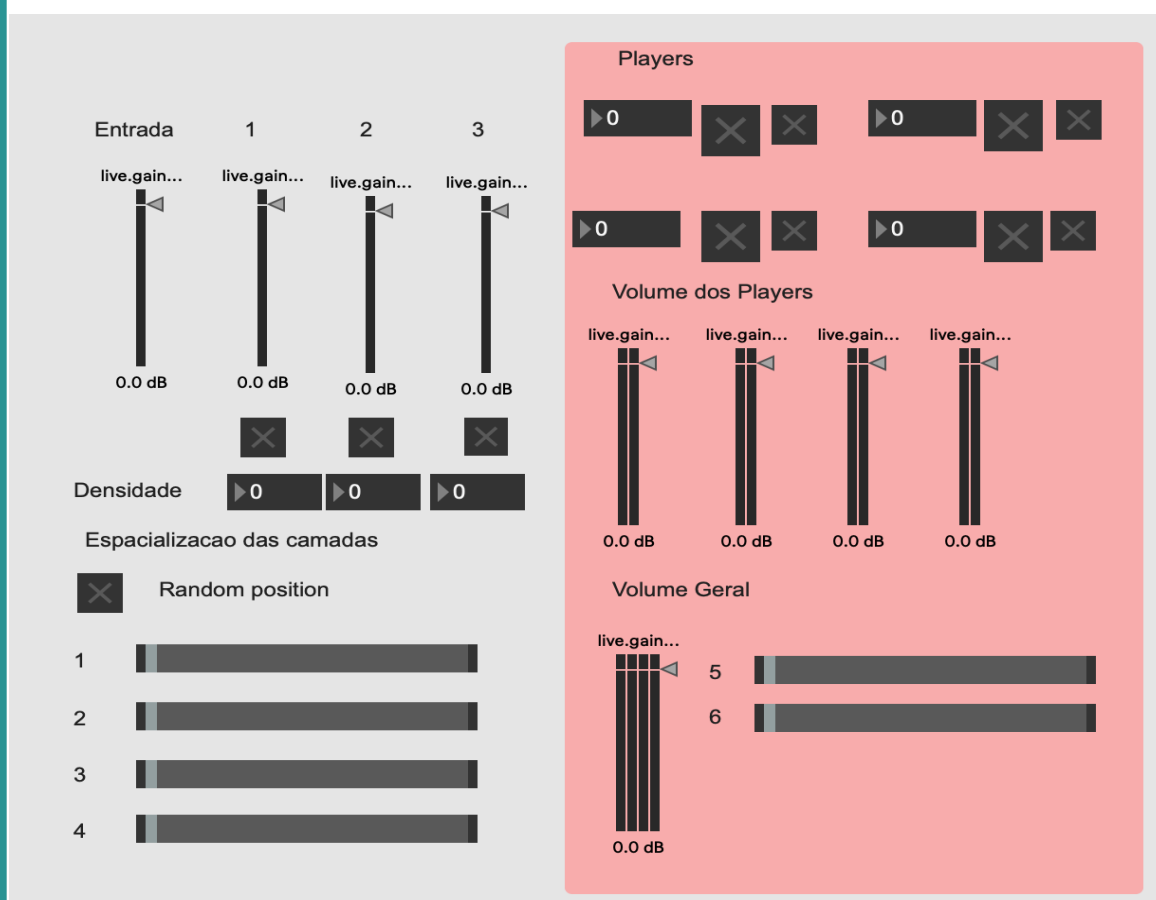 Players
0 0
Entrada 1 2 3
live.gain... live.gain... live.gain... live.gain...
0 0
Volume dos Players
live.gain... live.gain... live.gain... live.gain...
0.0 dB 0.0 dB 0.0 dB 0.0 dB
Densidade 0 0 0
Espacializacao das camadas
0.0 dB 0.0 dB 0.0 dB 0.0 dB
Random position
Volume Geral
live.gain...
1
2
3
4
5
6
0.0 dB